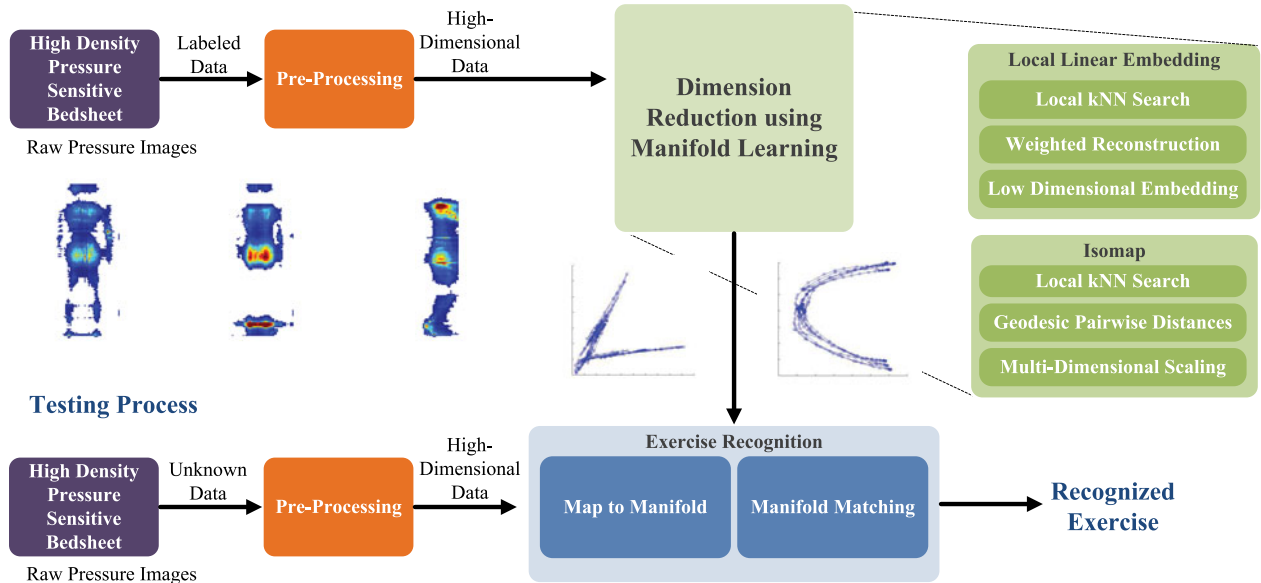 High Density
Pressure
Sensitive
Bedsheet
Raw Pressure Images
Labeled
Data
Pre-Processing
High-
Dimensional
Data
Dimension
Reduction using
Manifold Learning
Local Linear Embedding
Local kNN Search
Weighted Reconstruction
Low Dimensional Embedding
Isomap
Local kNN Search
Geodesic Pairwise Distances
Multi-Dimensional Scaling
Testing Process
High Density
Pressure
Sensitive
Bedsheet
Raw Pressure Images
Unknown
Data
Pre-Processing
High-
Dimensional
Data
Exercise Recognition
Map to Manifold
Manifold Matching
Recognized
Exercise